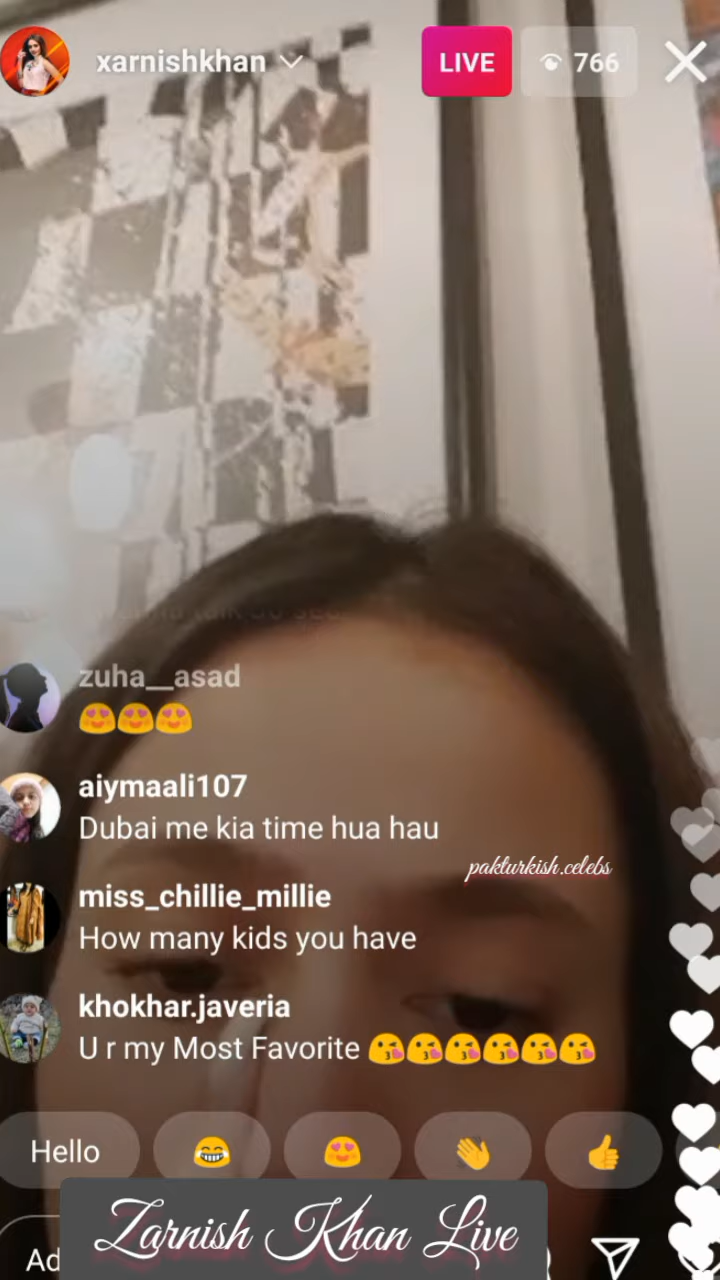 xarnishkhan
LIVE
766
zuha__asad
😍😍😍
aiymaali107
Dubai me kia time hua hau
pakturkish.celebs
miss_chillie_millie
How many kids you have
khokhar.javeria
U r my Most Favorite 😘😘😘😘😘😘
Hello 😂 😍 👏 👍
Zarnish Khan Live
Ad